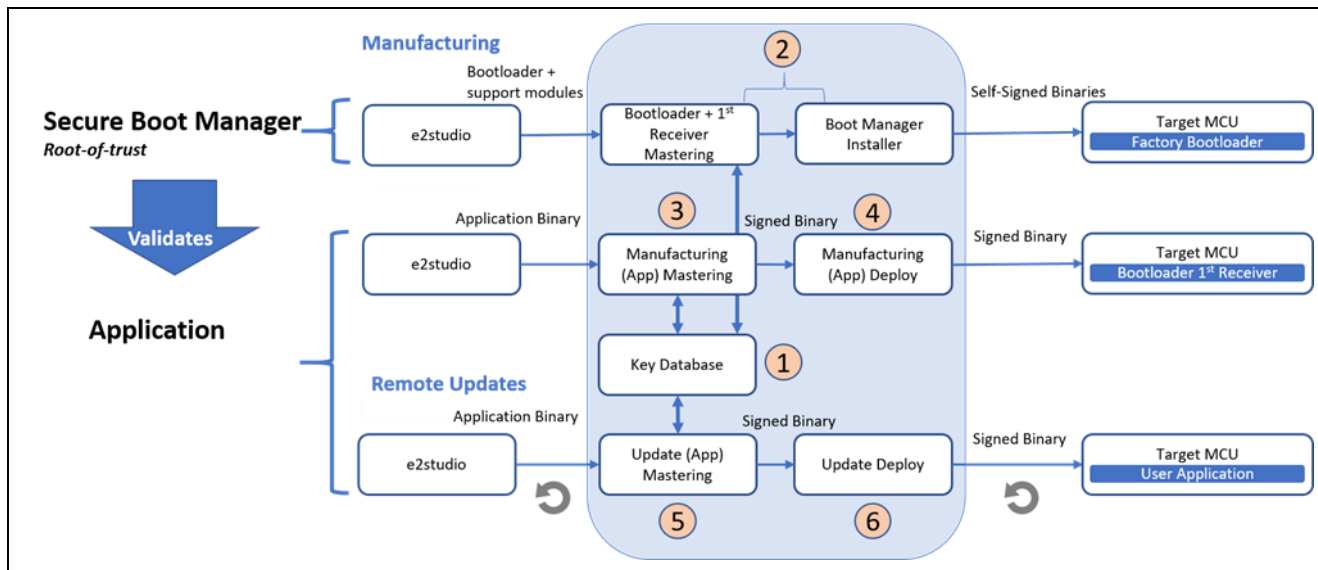 Manufacturing
2
Bootloader +
support modules
Self-Signed Binaries
Secure Boot Manager
Root-of-trust
e2studio
Bootloader + 1st
Receiver
Mastering
Boot Manager
Installer
Target MCU
Factory Bootloader
Validates
Application Binary
3
Signed Binary
4
Signed Binary
e2studio
Manufacturing
(App) Mastering
Manufacturing
(App) Deploy
Target MCU
Bootloader 1st Receiver
Application
Key Database
1
Remote Updates
Application Binary
Signed Binary
Signed Binary
e2studio
Update (App)
Mastering
Update Deploy
Target MCU
User Application
5
6